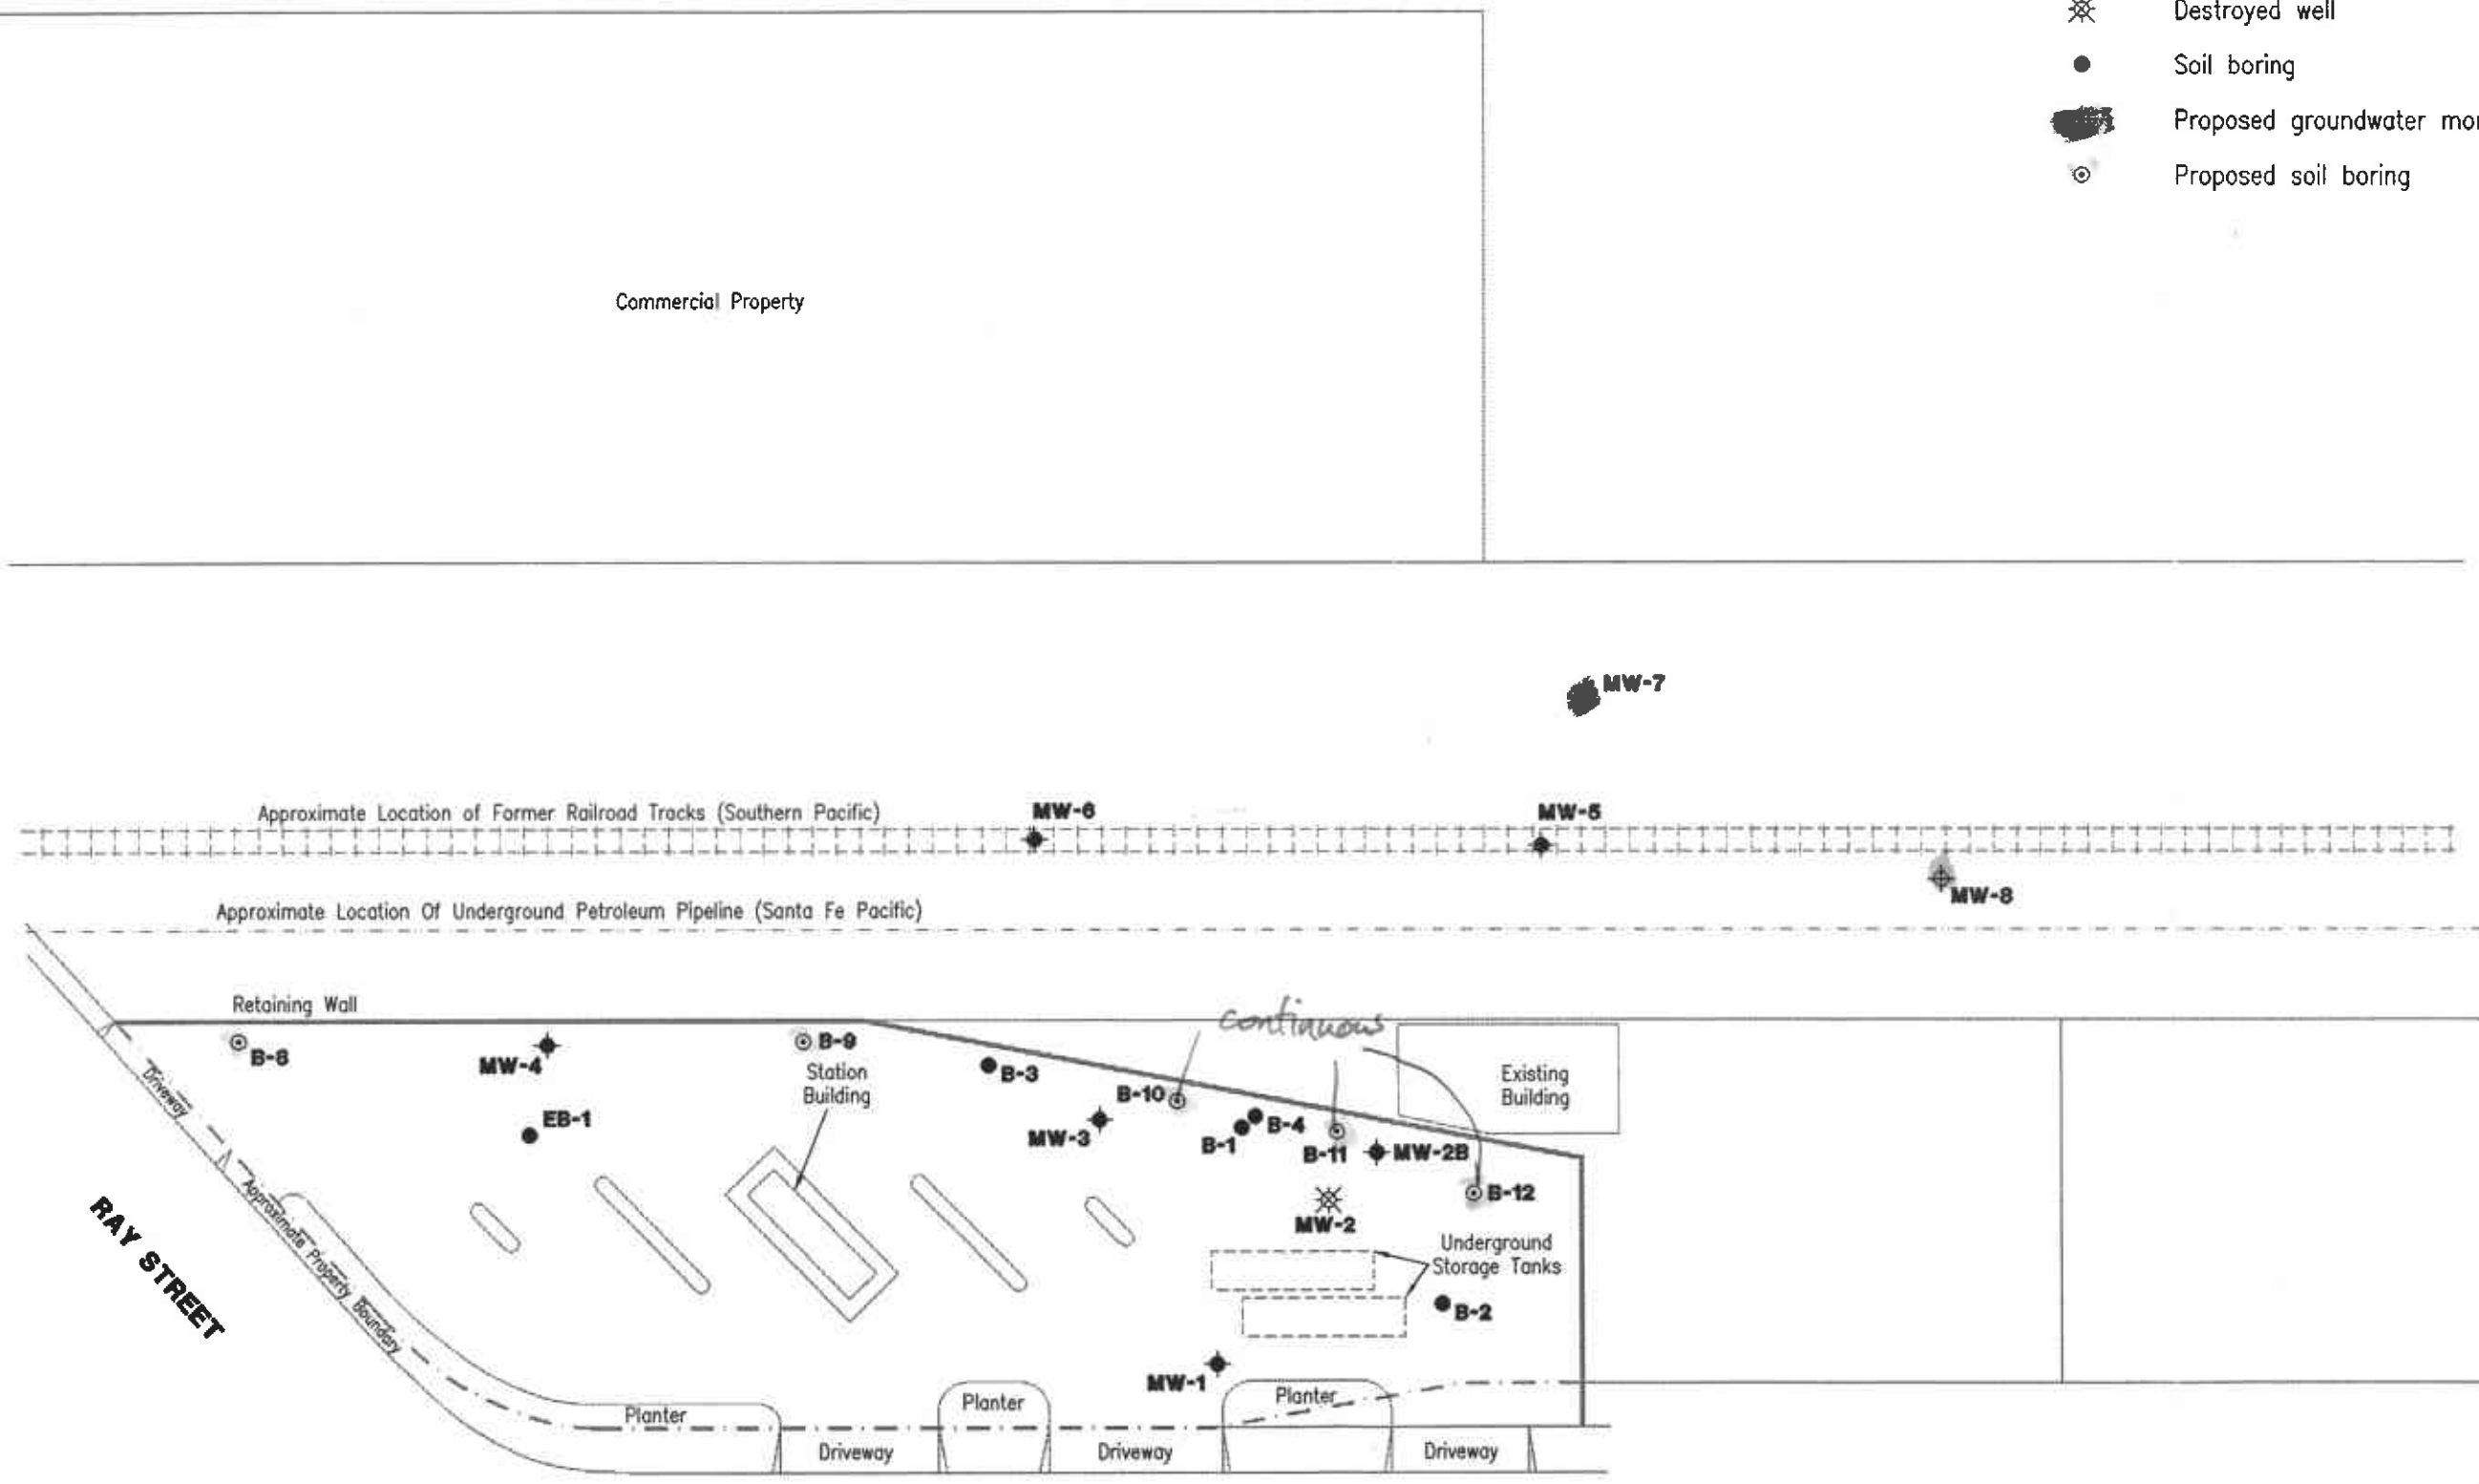 Destroyed well
Soil boring
Proposed groundwater mor
Proposed soil boring
Commercial Property
MW-7
Approximate Location of Former Railroad Tracks (Southern Pacific)
MW-6
MW-5
MW-8
Approximate Location Of Underground Petroleum Pipeline (Santa Fe Pacific)
Retaining Wall
continuous
B-8
MW-4
B-9
Station
Building
B-3
B-10
Existing
Building
Driveway
EB-1
MW-3
B-4
B-1
B-11
MW-2B
B-12
MW-2
Approximate Property Boundary
RAY STREET
Underground
Storage Tanks
B-2
MW-1
Planter
Planter
Planter
Driveway
Driveway
Driveway